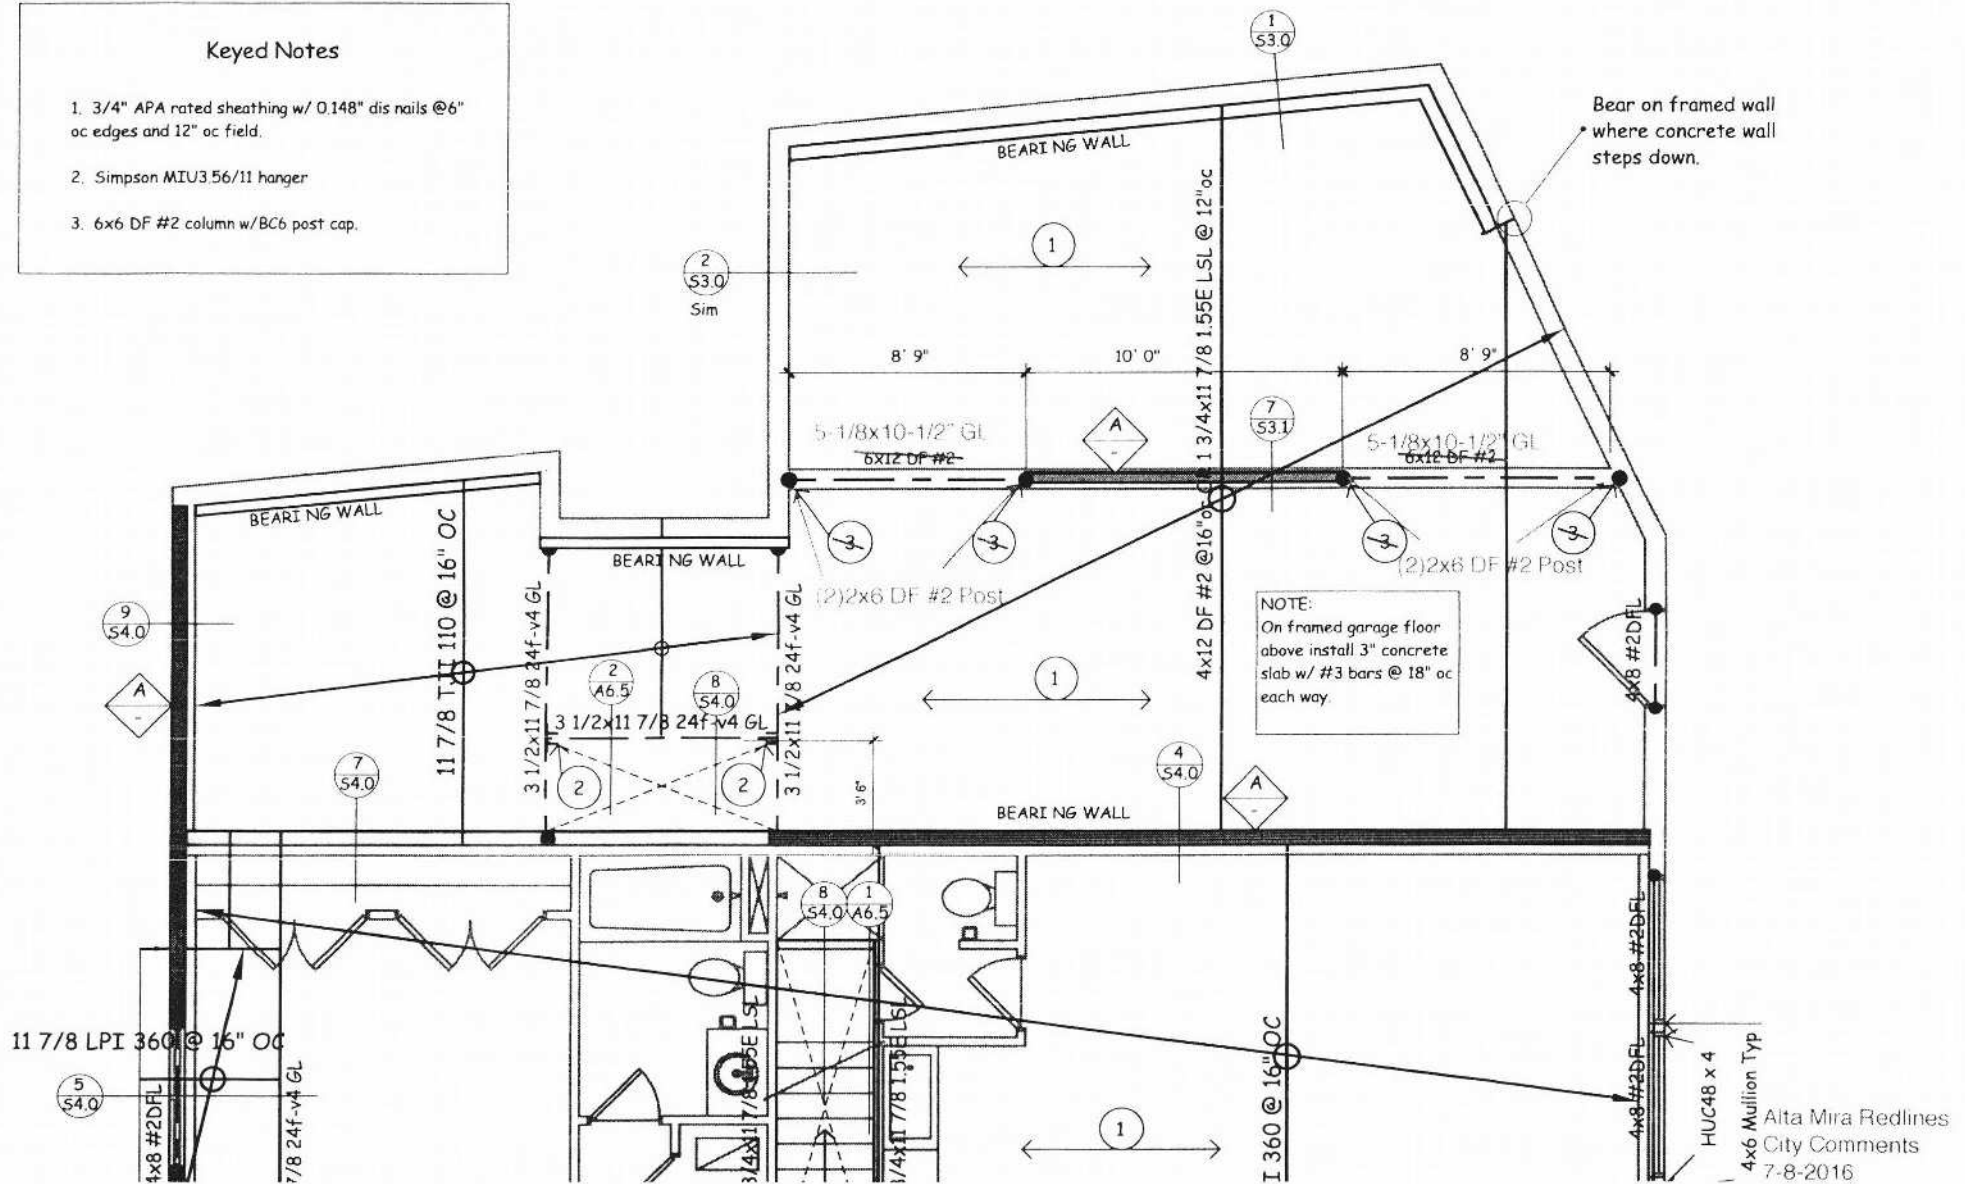 Keyed Notes
1. 3/4" APA rated sheathing w/ 0.148" dis nails @6"
oc edges and 12" oc field.
2. Simpson MIU3.56/11 hanger
3. 6x6 DF #2 column w/BC6 post cap.
1
S3.0
Bear on framed wall
where concrete wall
steps down.
BEARING WALL
1
2
S3.0
Sim
4x12 DF #2 @16"oc OR 1 3/4x11 7/8 1.55E LSL @ 12"oc
8' 9"
10' 0"
8' 9"
A
-
7
S3.1
5-1/8x10-1/2" GL
6x12 DF #2
5-1/8x10-1/2" GL
6x12 DF #2
3
3
3
3
(2)2x6 DF #2 Post
(2)2x6 DF #2 Post
BEARING WALL
BEARING WALL
11 7/8 TJI 110 @ 16" OC
9
S4.0
A
-
3 1/2x11 7/8 24f-v4 GL
3 1/2x11 7/8 24f-v4 GL
2
A6.5
8
S4.0
3 1/2x11 7/8 24f-v4 GL
2
2
3' 6"
1
NOTE:
On framed garage floor
above install 3" concrete
slab w/ #3 bars @ 18" oc
each way.
4x8 #2DFL
7
S4.0
4
S4.0
A
-
BEARING WALL
8
S4.0
1
A6.5
4x8 #2DFL
11 7/8 LPI 360 @ 16" OC
5
S4.0
4x8 #2DFL
7/8 24f-v4 GL
3/4x11 7/8 1.55E LSL
3/4x11 7/8 1.55E LSL
1
I 360 @ 16" OC
4x8 #2DFL
HUC48 x 4
4x6 Mullion Typ
Alta Mira Redlines
City Comments
7-8-2016